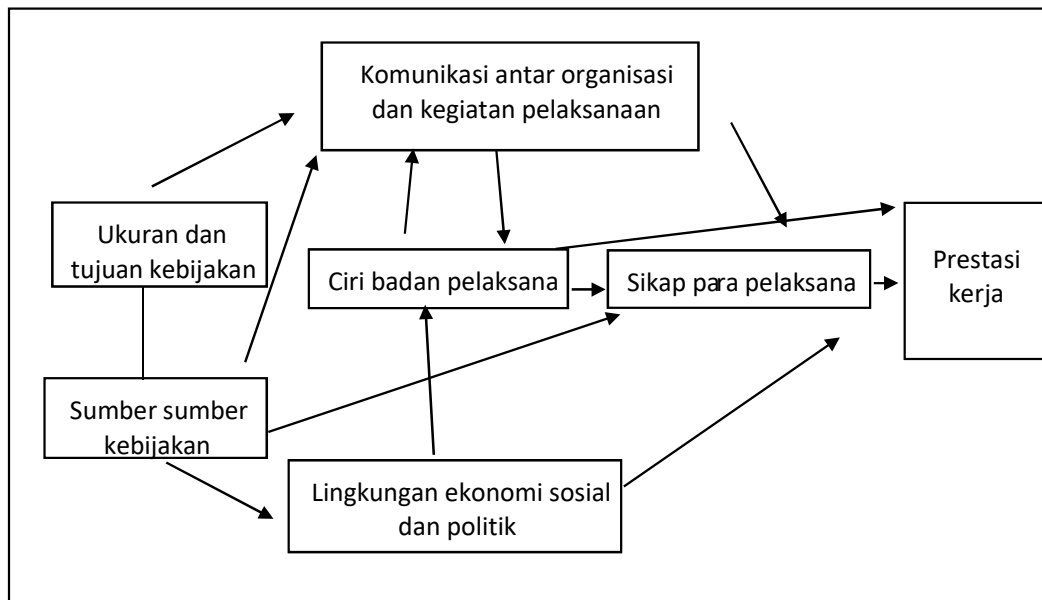 Komunikasi antar organisasi
dan kegiatan pelaksanaan
Ukuran dan
tujuan kebijakan
Ciri badan pelaksana
Sikap para pelaksana
Prestasi
kerja
Sumber sumber
kebijakan
Lingkungan ekonomi sosial
dan politik